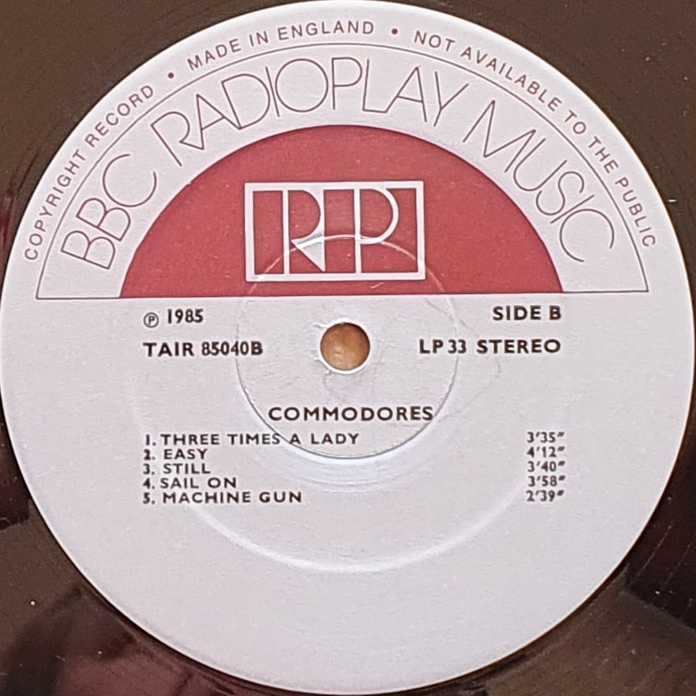 COPYRIGHT RECORD • MADE IN ENGLAND • NOT AVAILABLE TO THE PUBLIC
BBC RADIOPLAY MUSIC
RP
℗ 1985 SIDE B
TAIR 85040B LP 33 STEREO
COMMODORES
1. THREE TIMES A LADY 3'35"
2. EASY 4'12"
3. STILL 3'40"
4. SAIL ON 3'58"
5. MACHINE GUN 2'39"